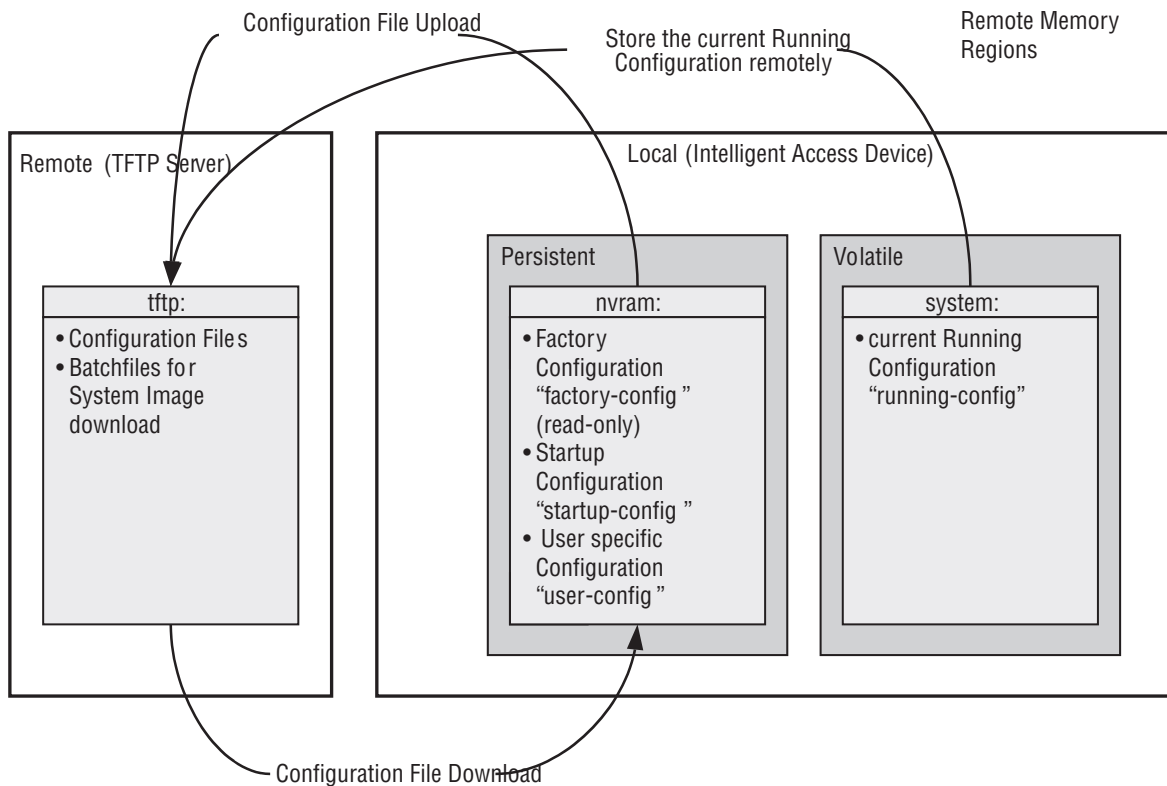 Configuration File Upload
Store the current Running
Configuration remotely
Remote Memory
Regions
Remote (TFTP Server)
Local (Intelligent Access Device)
Persistent
Volatile
tftp:
• Configuration Files
• Batchfiles for
System Image
download
nvram:
• Factory
Configuration
“factory-config”
(read-only)
• Startup
Configuration
“startup-config”
• User specific
Configuration
“user-config”
system:
• current Running
Configuration
“running-config”
Configuration File Download